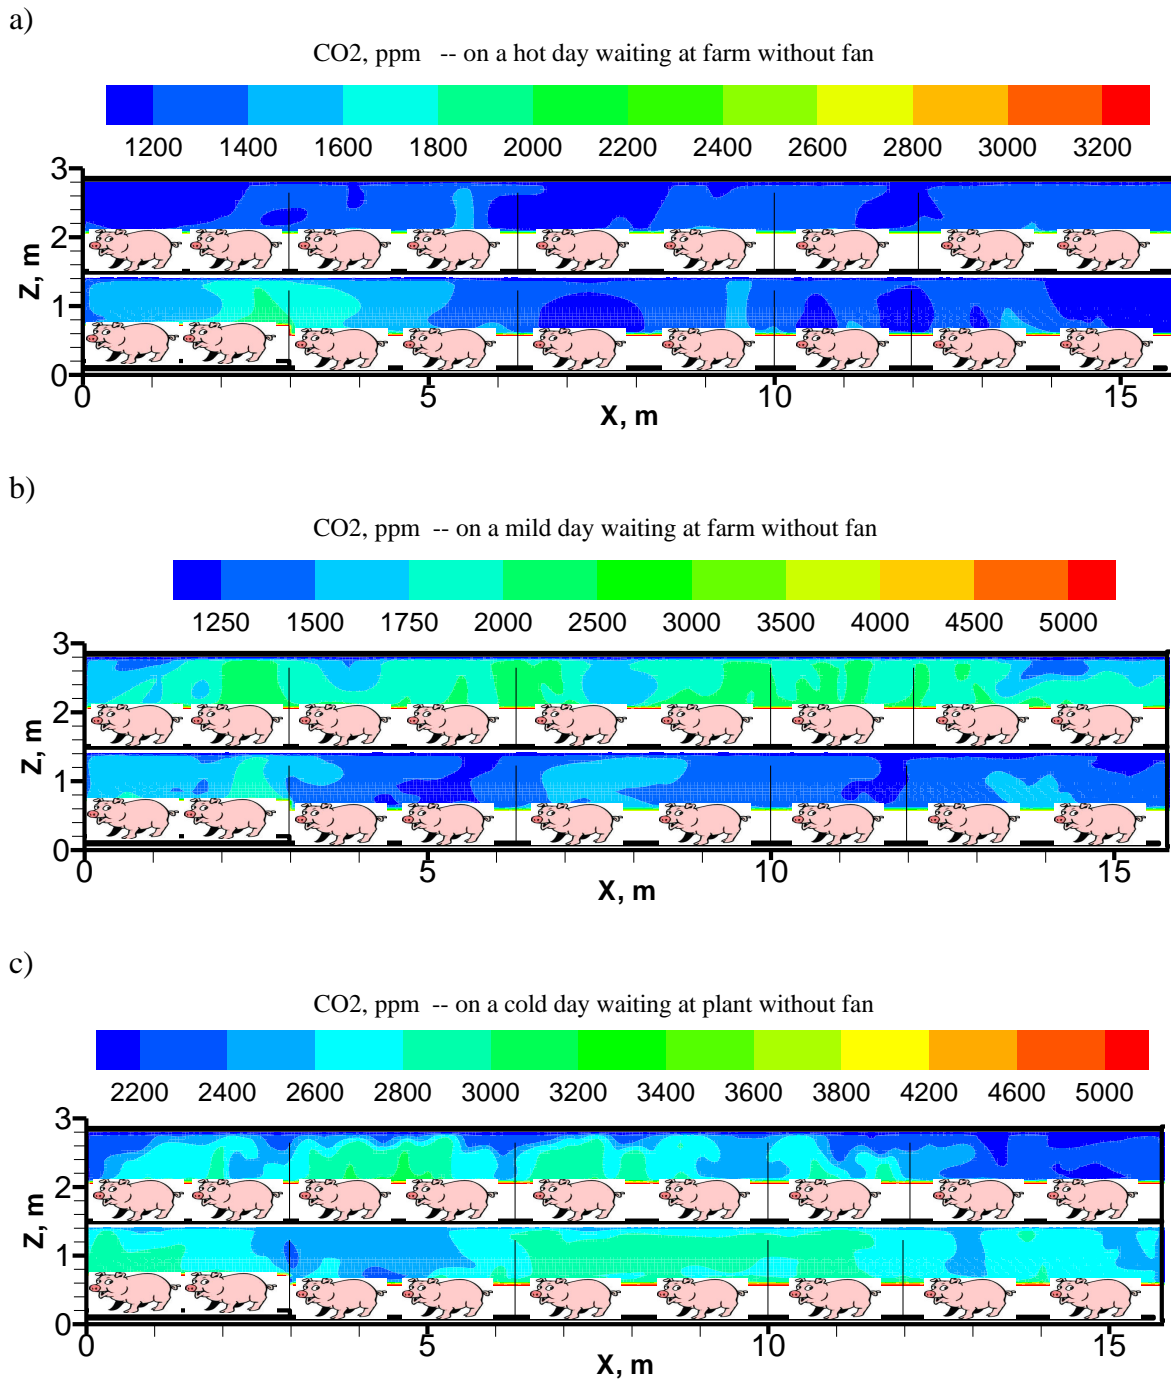 a)
CO2, ppm -- on a hot day waiting at farm without fan
1200 1400 1600 1800 2000 2200 2400 2600 2800 3000 3200
3
2
1
0
Z, m
0 5 10 15
X, m
b)
CO2, ppm -- on a mild day waiting at farm without fan
1250 1500 1750 2000 2500 3000 3500 4000 4500 5000
3
2
1
0
Z, m
0 5 10 15
X, m
c)
CO2, ppm -- on a cold day waiting at plant without fan
2200 2400 2600 2800 3000 3200 3400 3600 3800 4200 4600 5000
3
2
1
0
Z, m
0 5 10 15
X, m